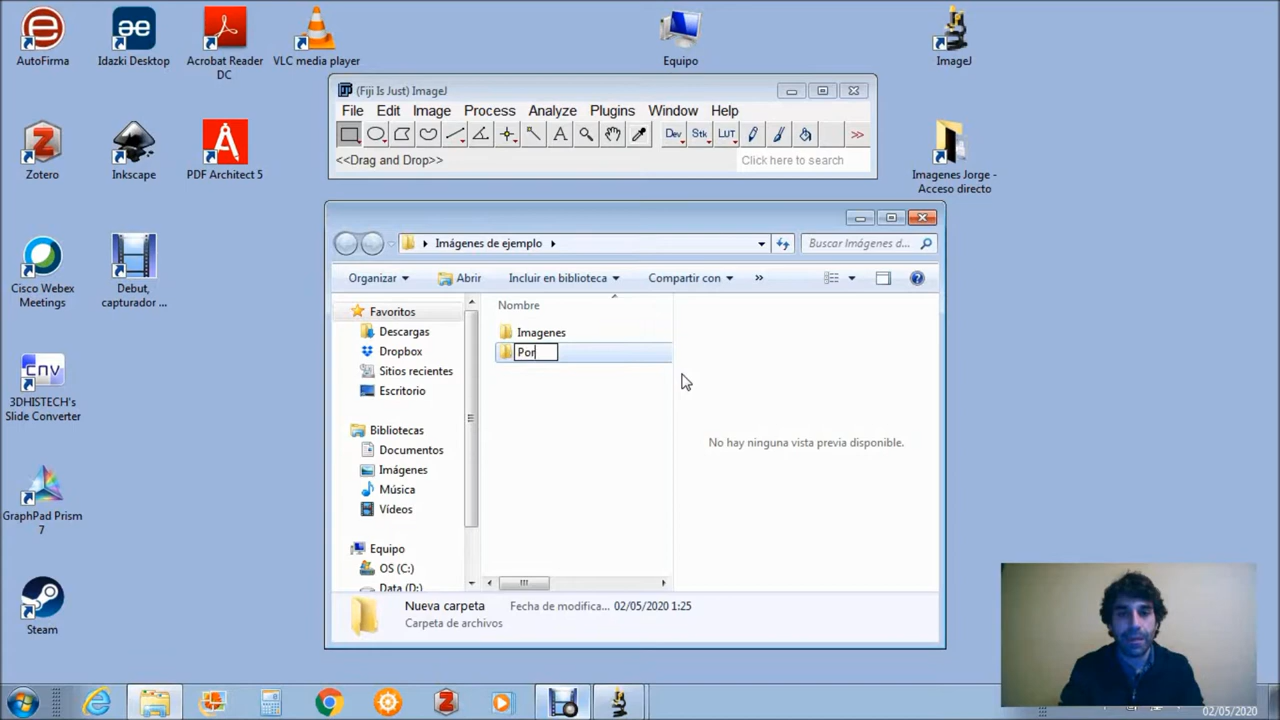 AutoFirma
Idazki Desktop
Acrobat Reader
DC
VLC media player
Equipo
ImageJ
(Fiji Is Just) ImageJ
File Edit Image Process Analyze Plugins Window Help
A Dev Stk LUT >>
<<Drag and Drop>>
Click here to search
Zotero
Inkscape
PDF Architect 5
Imagenes Jorge -
Acceso directo
Imágenes de ejemplo
Buscar Imágenes d...
Organizar
Abrir
Incluir en biblioteca
Compartir con
»
Cisco Webex
Meetings
Debut,
capturador ...
Favoritos
Descargas
Dropbox
Sitios recientes
Escritorio
Bibliotecas
Documentos
Imágenes
Música
Vídeos
Equipo
OS (C:)
Data (D:)
Nombre
Imagenes
Por
No hay ninguna vista previa disponible.
cnv
3DHISTECH's
Slide Converter
GraphPad Prism
7
Steam
Nueva carpeta
Fecha de modifica... 02/05/2020 1:25
Carpeta de archivos
02/05/2020